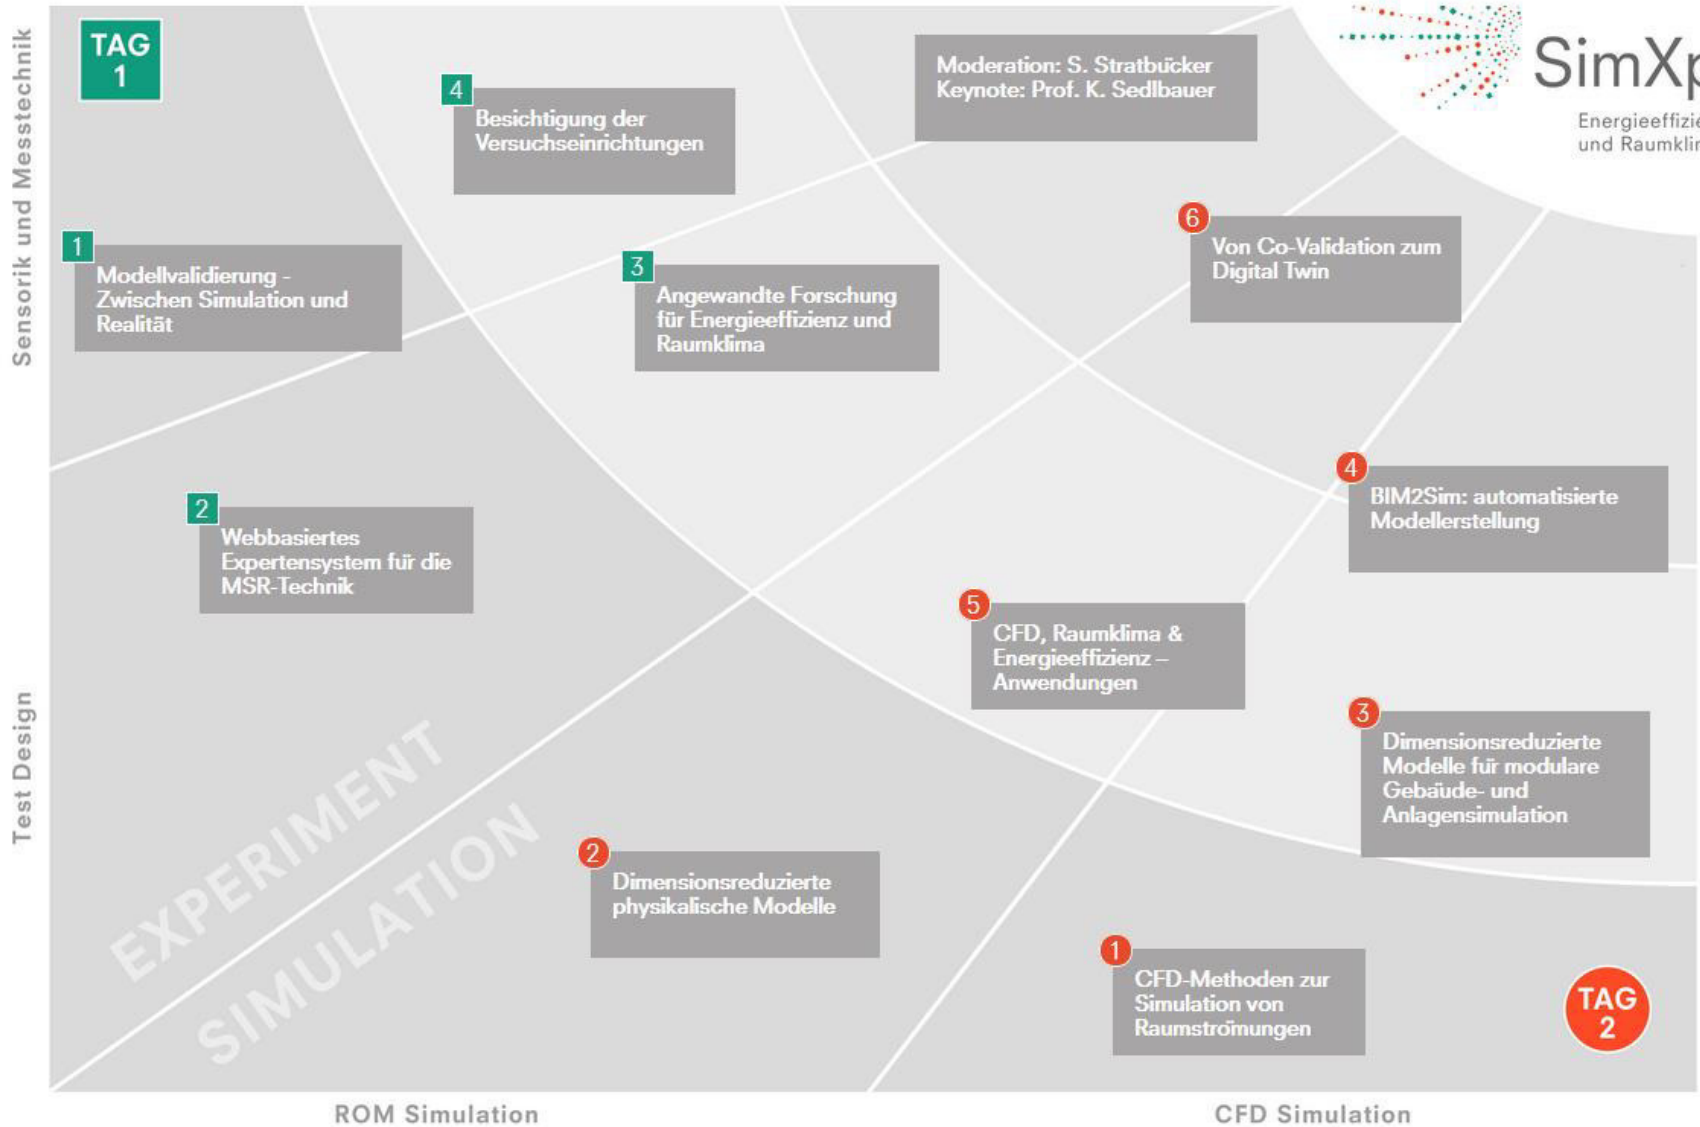 TAG
1
4
Besichtigung der
Versuchseinrichtungen
Moderation: S. Stratbücker
Keynote: Prof. K. Sedlbauer
SimXp
Energieeffizie
und Raumklin
Sensorik und Messtechnik
1
Modellvalidierung -
Zwischen Simulation und
Realität
3
Angewandte Forschung
für Energieeffizienz und
Raumklima
6
Von Co-Validation zum
Digital Twin
2
Webbasiertes
Expertensystem für die
MSR-Technik
4
BIM2Sim: automatisierte
Modellerstellung
5
CFD, Raumklima &
Energieeffizienz –
Anwendungen
3
Dimensionsreduzierte
Modelle für modulare
Gebäude- und
Anlagensimulation
Test Design
EXPERIMENT
SIMULATION
2
Dimensionsreduzierte
physikalische Modelle
1
CFD-Methoden zur
Simulation von
Raumströmungen
TAG
2
ROM Simulation
CFD Simulation